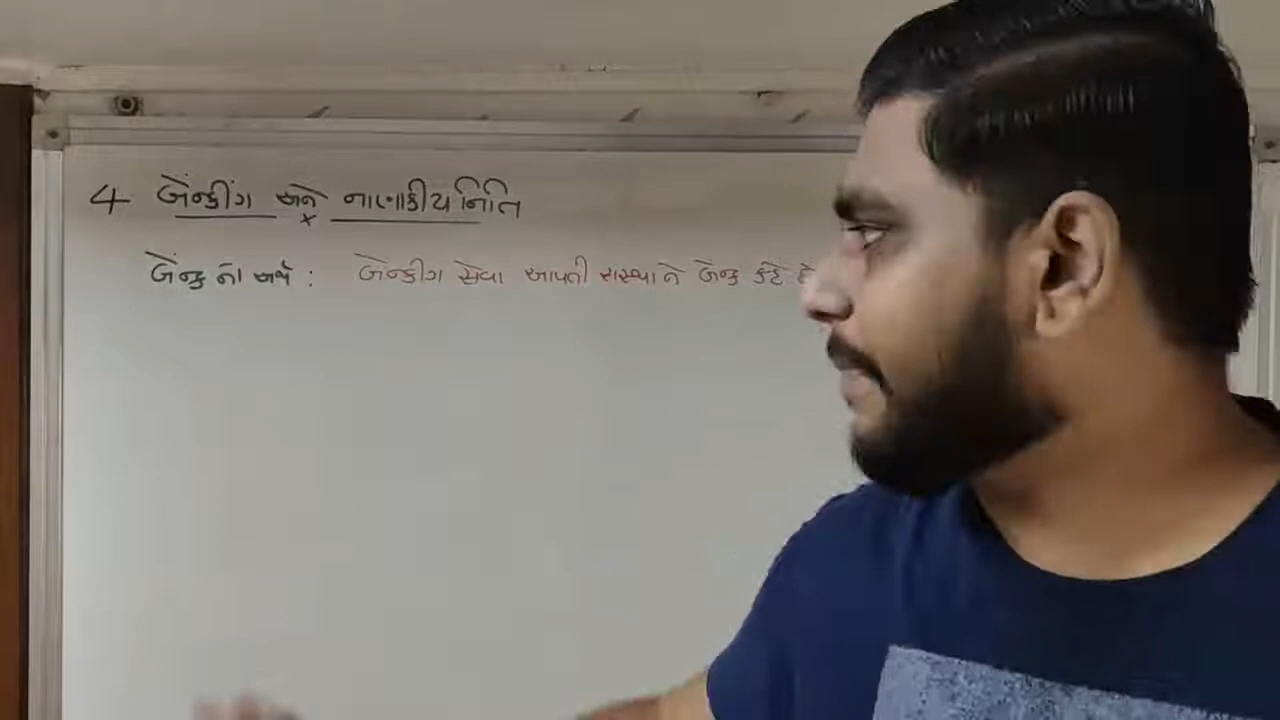 4 બેન્કીંગ અને નાણાકીય નિતિ
બેન્ક નો અર્થ : બેન્કીંગ સેવા આપતી સંસ્થા ને બેન્ક કહે